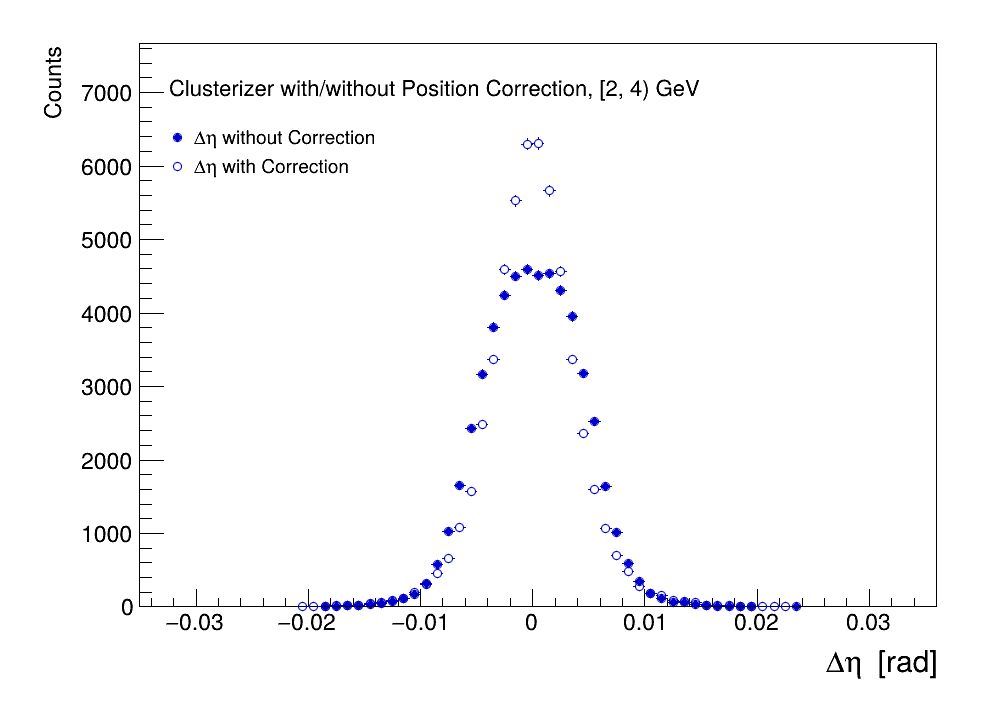 Counts
7000
6000
5000
4000
3000
2000
1000
0
Clusterizer with/without Position Correction, [2, 4) GeV
Δη without Correction
Δη with Correction
−0.03 −0.02 −0.01 0 0.01 0.02 0.03
Δη [rad]